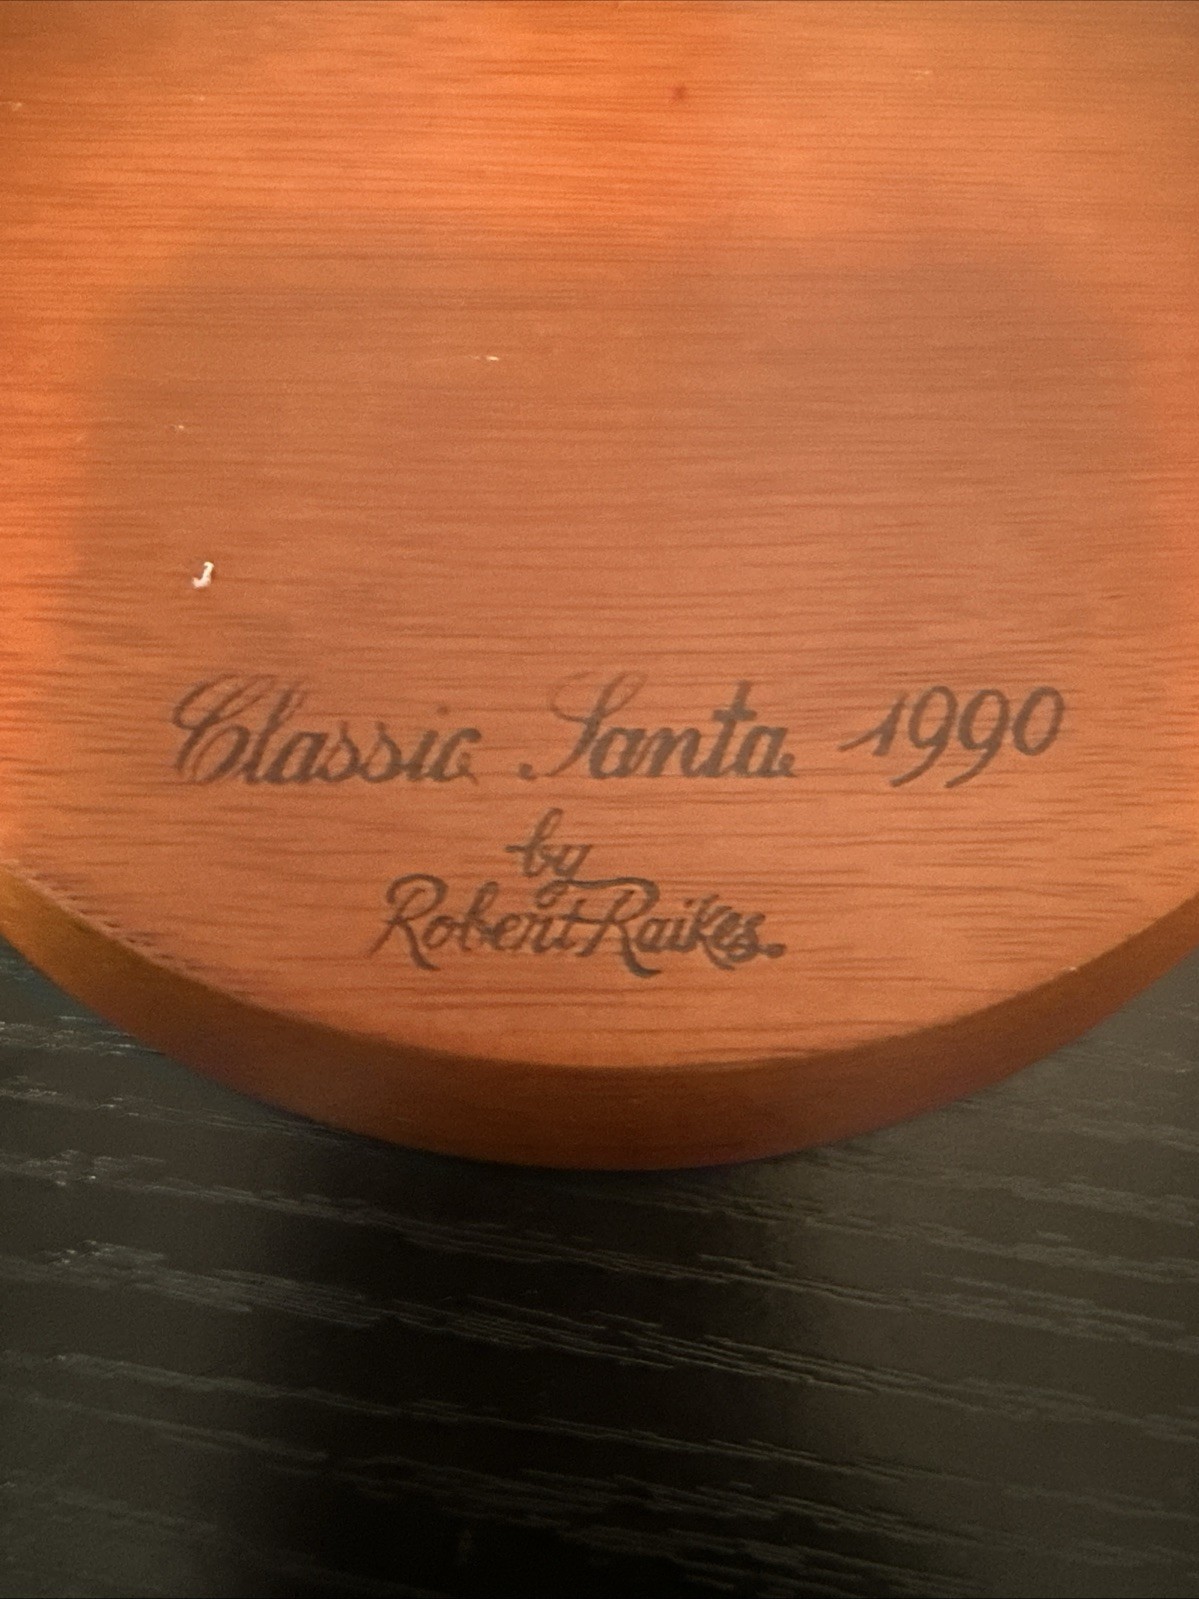 Classic Santa 1990
by
Robert Raikes.